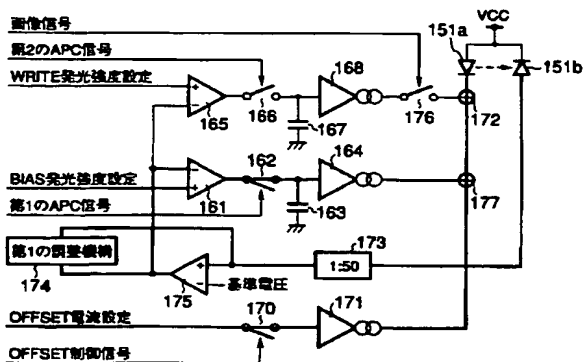 画像信号
第2のAPC信号
WRITE発光強度設定
165
166
167
168
176
VCC
151a
151b
172
BIAS発光強度設定
第1のAPC信号
161
162
163
164
177
第1の調整機構
174
175
基準電圧
173
1:50
OFFSET電流設定
170
171
OFFSET制御信号